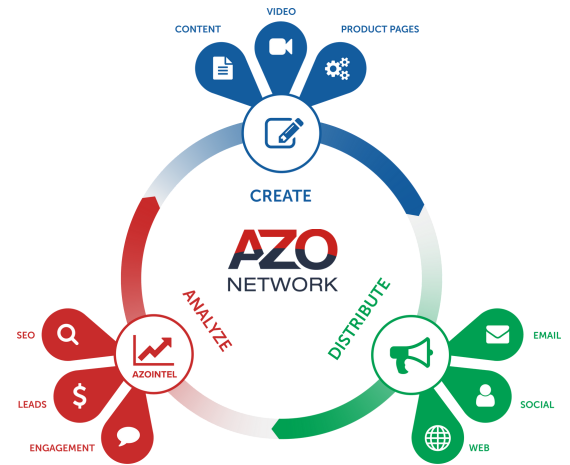 VIDEO
CONTENT
PRODUCT PAGES
CREATE
AZO
NETWORK
ANALYZE
DISTRIBUTE
SEO
EMAIL
AZOINTEL
LEADS
$
SOCIAL
ENGAGEMENT
WEB